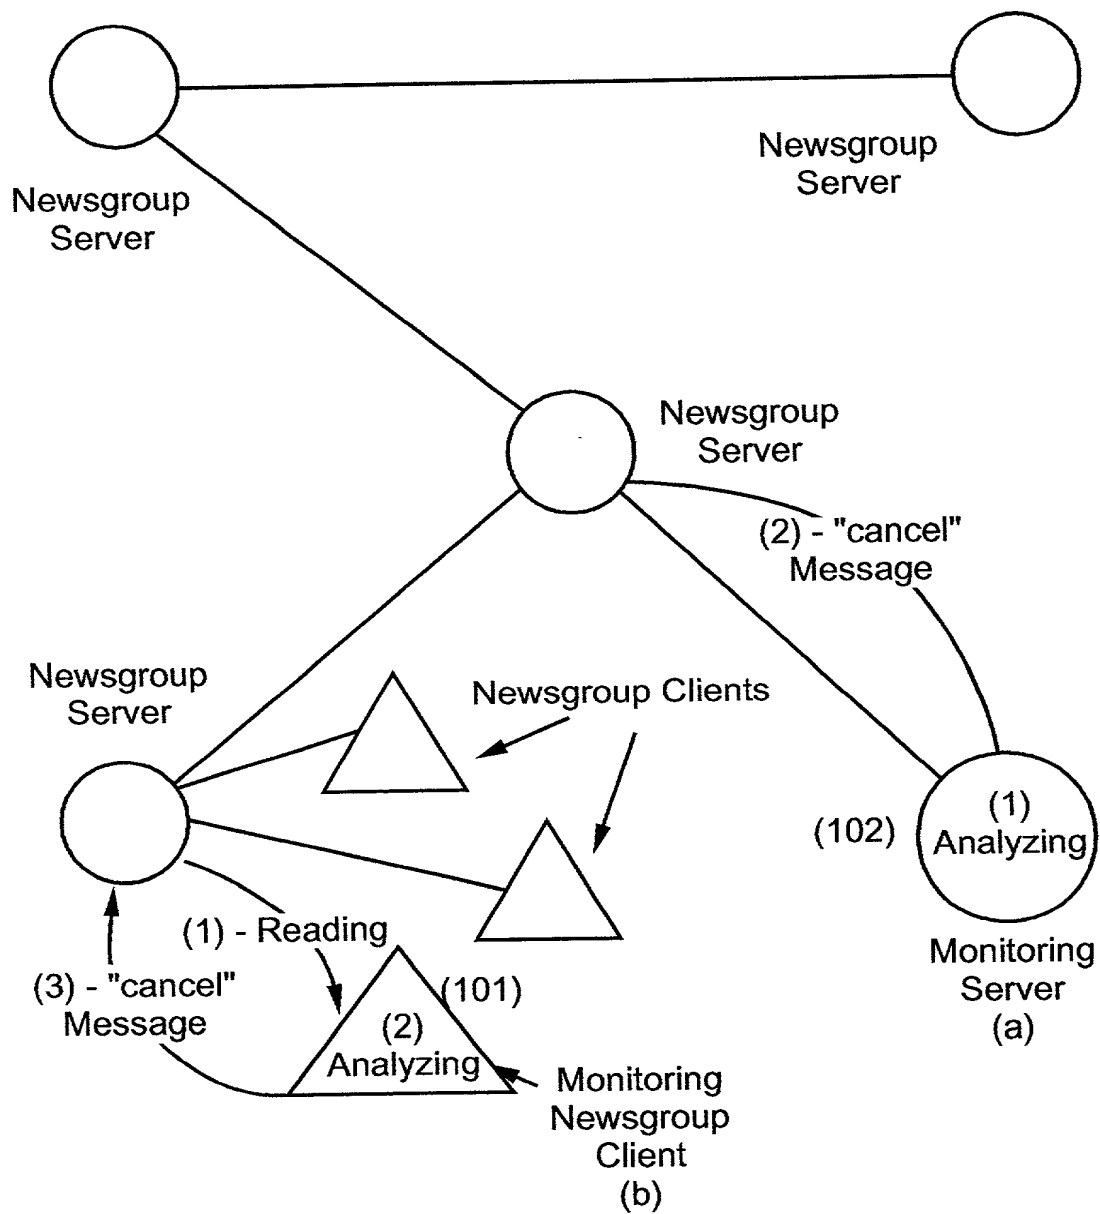 Newsgroup
Server
Newsgroup
Server
Newsgroup
Server
(2) - "cancel"
Message
Newsgroup
Server
Newsgroup Clients
(102)
(1)
Analyzing
(1) - Reading
Monitoring
Server
(a)
(3) - "cancel"
Message
(101)
(2)
Analyzing
Monitoring
Newsgroup
Client
(b)